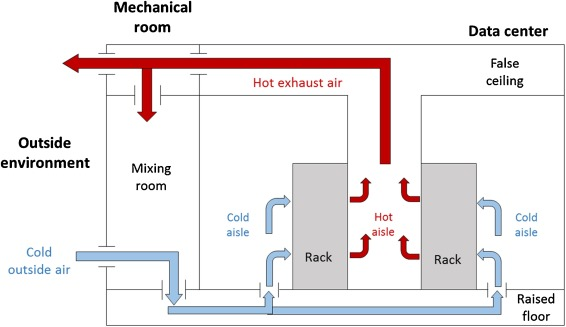 Mechanical
room
Data center
False
ceiling
Hot exhaust air
Outside
environment
Mixing
room
Cold
aisle
Hot
aisle
Cold
aisle
Cold
outside air
Rack
Rack
Raised
floor